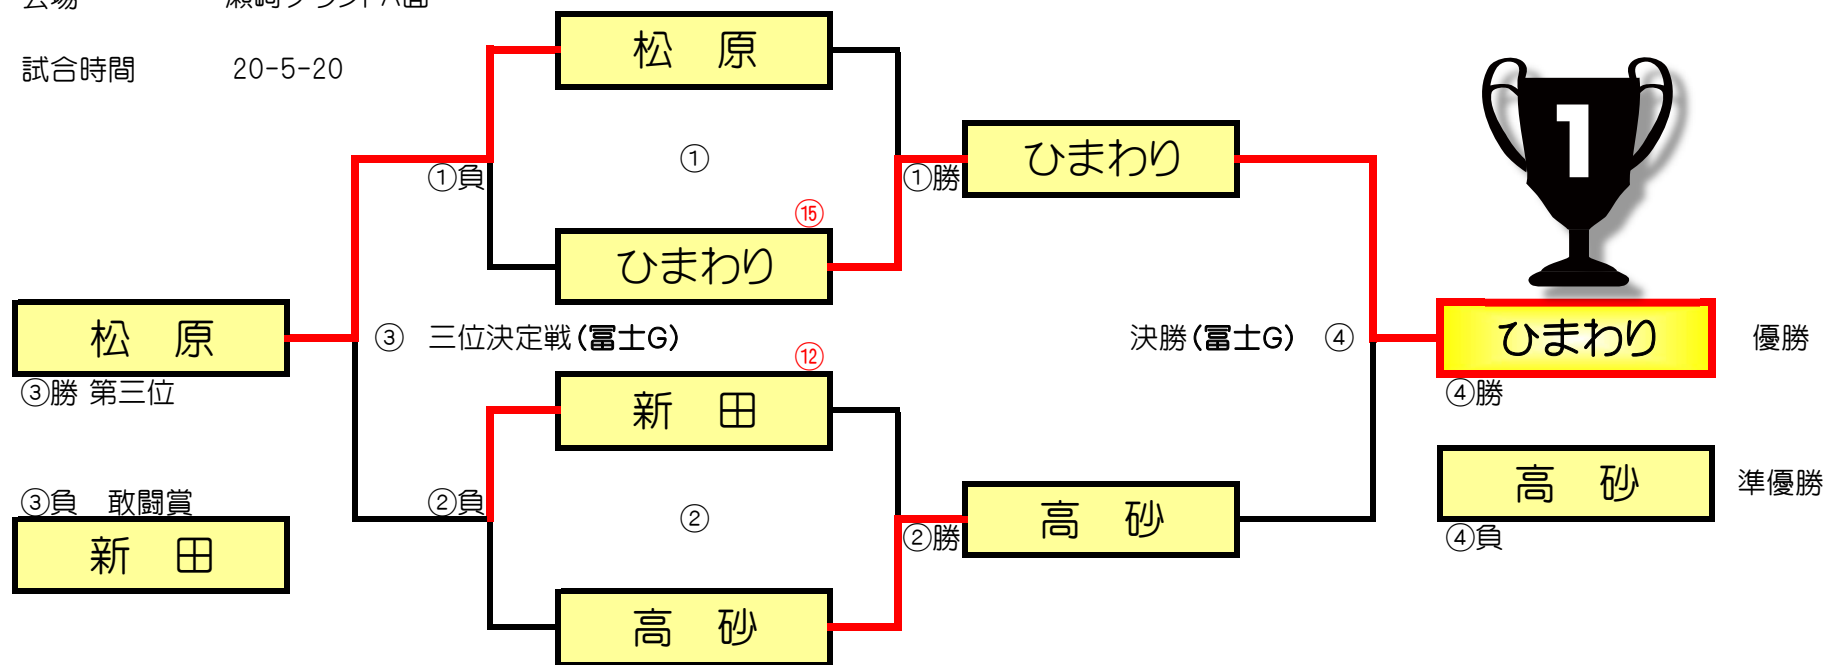 試合時間 20-5-20
松 原
①
①負
①勝
ひまわり
1
⑮
ひまわり
松 原
③勝 第三位
③ 三位決定戦(冨士G)
決勝(冨士G) ④
ひまわり 優勝
④勝
⑫
新 田
②
②負
②勝
高 砂
高 砂 準優勝
④負
③負 敢闘賞
新 田
高 砂